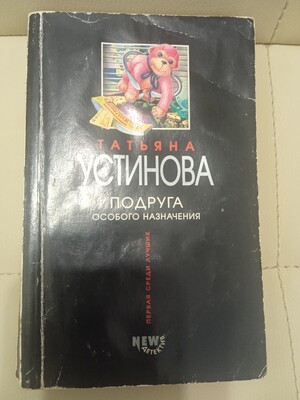 ТАТЬЯНА
УСТИНОВА
ПОДРУГА
ОСОБОГО НАЗНАЧЕНИЯ
ПЕРВАЯ СРЕДИ ЛУЧШИХ
NEW
ДЕТЕКТИВ